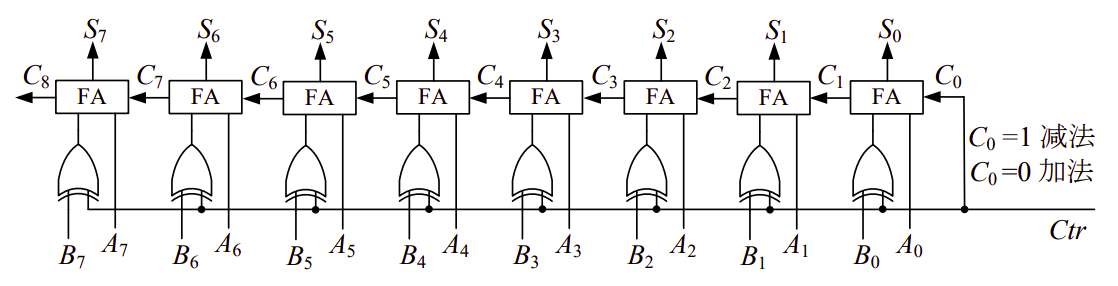 S₇ S₆ S₅ S₄ S₃ S₂ S₁ S₀
C₈ C₇ C₆ C₅ C₄ C₃ C₂ C₁ C₀
FA FA FA FA FA FA FA FA
C₀ =1 减法
C₀ =0 加法
Ctr
B₇ A₇ B₆ A₆ B₅ A₅ B₄ A₄ B₃ A₃ B₂ A₂ B₁ A₁ B₀ A₀